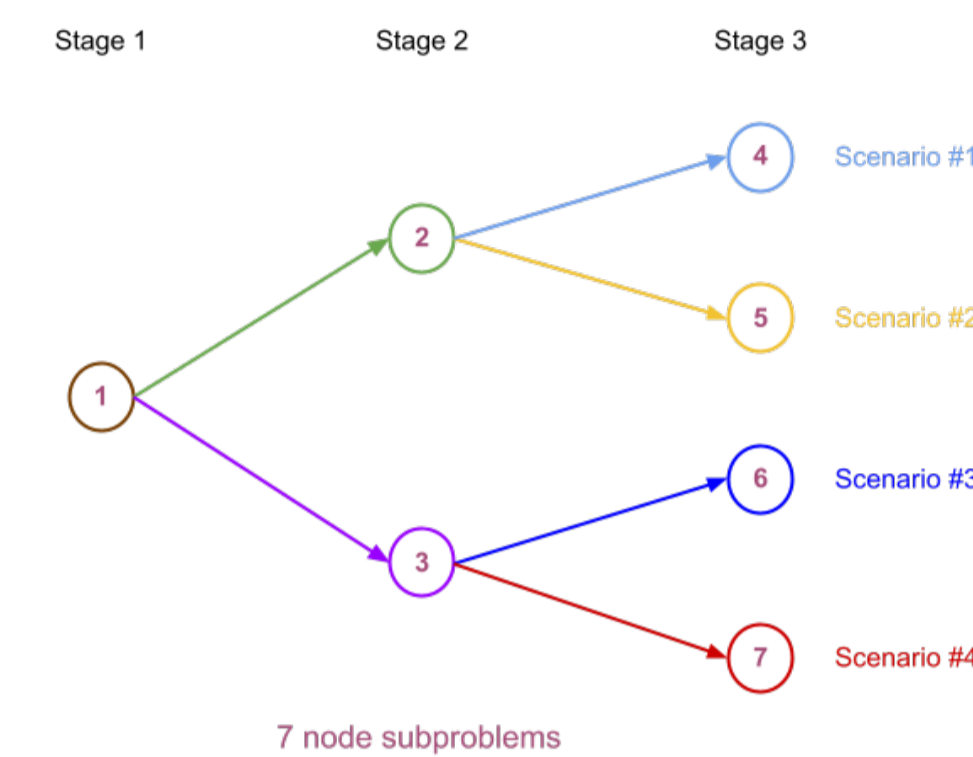 Stage 1 Stage 2 Stage 3
4 Scenario #1
2
5 Scenario #2
1
6 Scenario #3
3
7 Scenario #4
7 node subproblems